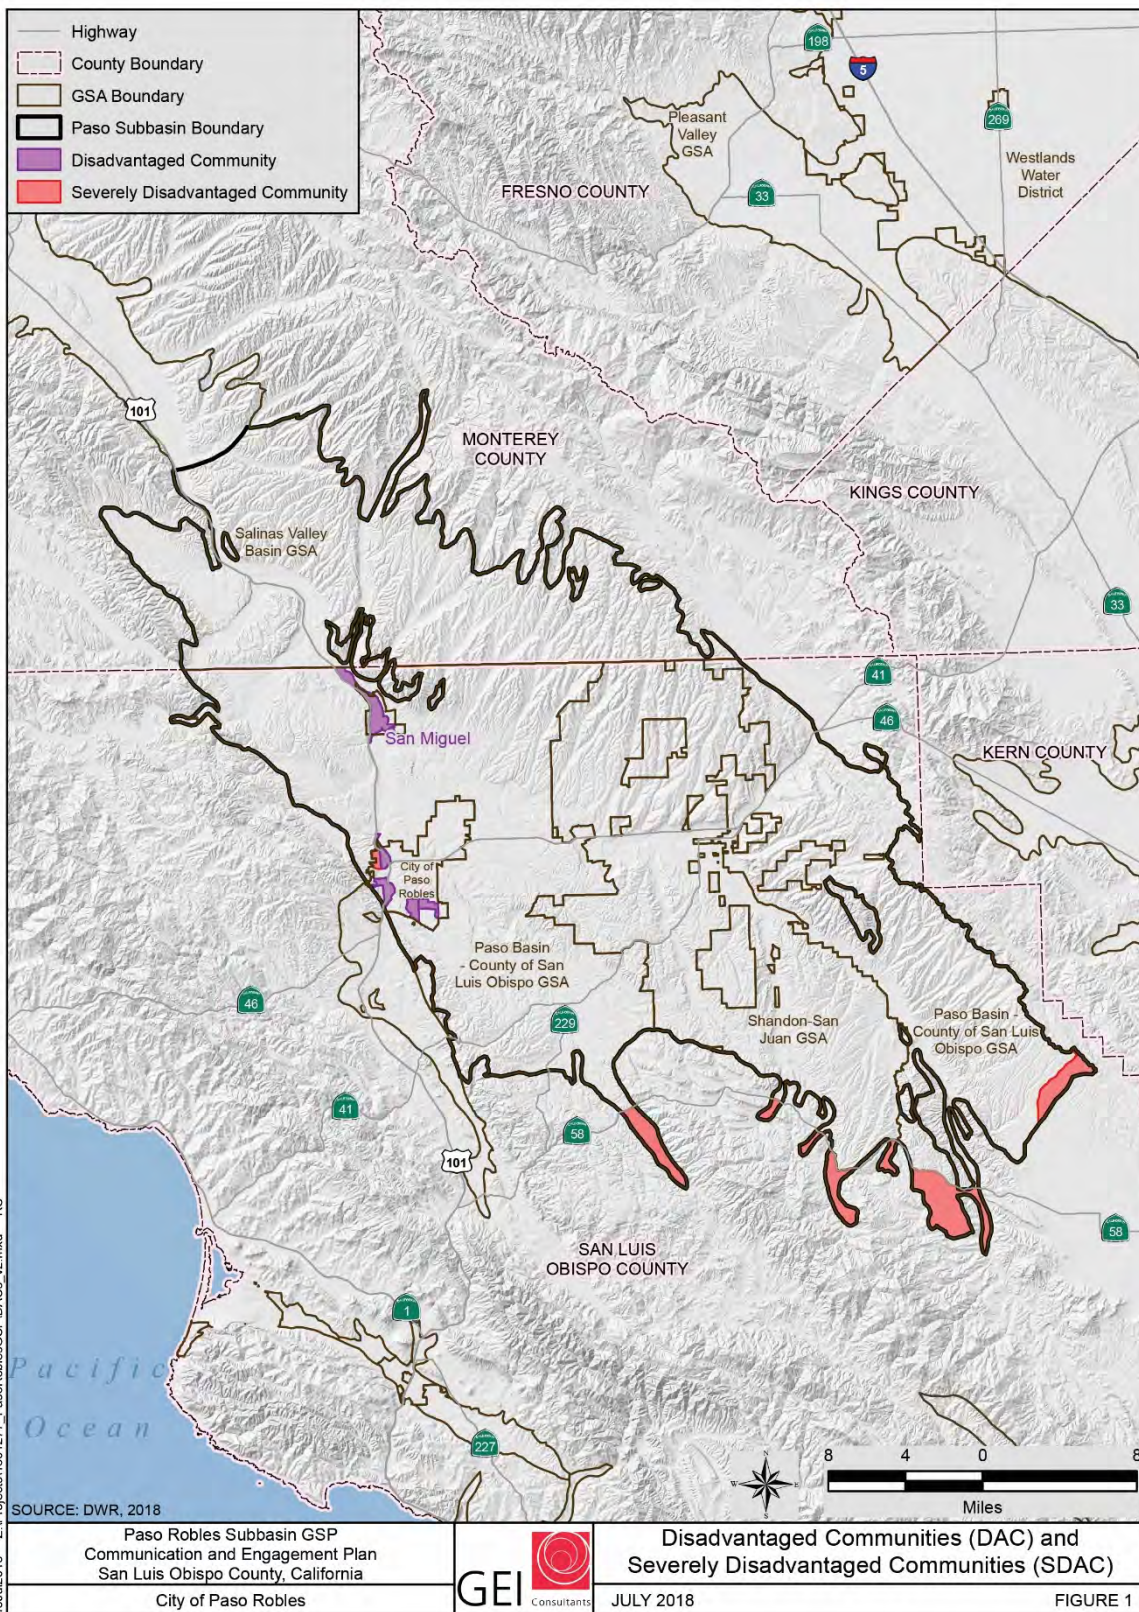 Highway
County Boundary
GSA Boundary
Paso Subbasin Boundary
Disadvantaged Community
Severely Disadvantaged Community
198
5
269
Pleasant
Valley
GSA
Westlands
Water
District
FRESNO COUNTY
33
101
MONTEREY
COUNTY
KINGS COUNTY
Salinas Valley
Basin GSA
33
41
46
San Miguel
KERN COUNTY
City of
Paso
Robles
Paso Basin
- County of San
Luis Obispo GSA
46
229
Shandon-San
Juan GSA
Paso Basin -
County of San Luis
Obispo GSA
41
58
101
58
SAN LUIS
OBISPO COUNTY
1
Pacific
Ocean
227
N
W
E
S
8
4
0
8
Miles
SOURCE: DWR, 2018
Paso Robles Subbasin GSP
Communication and Engagement Plan
San Luis Obispo County, California
City of Paso Robles
GEI Consultants
Disadvantaged Communities (DAC) and
Severely Disadvantaged Communities (SDAC)
JULY 2018
FIGURE 1